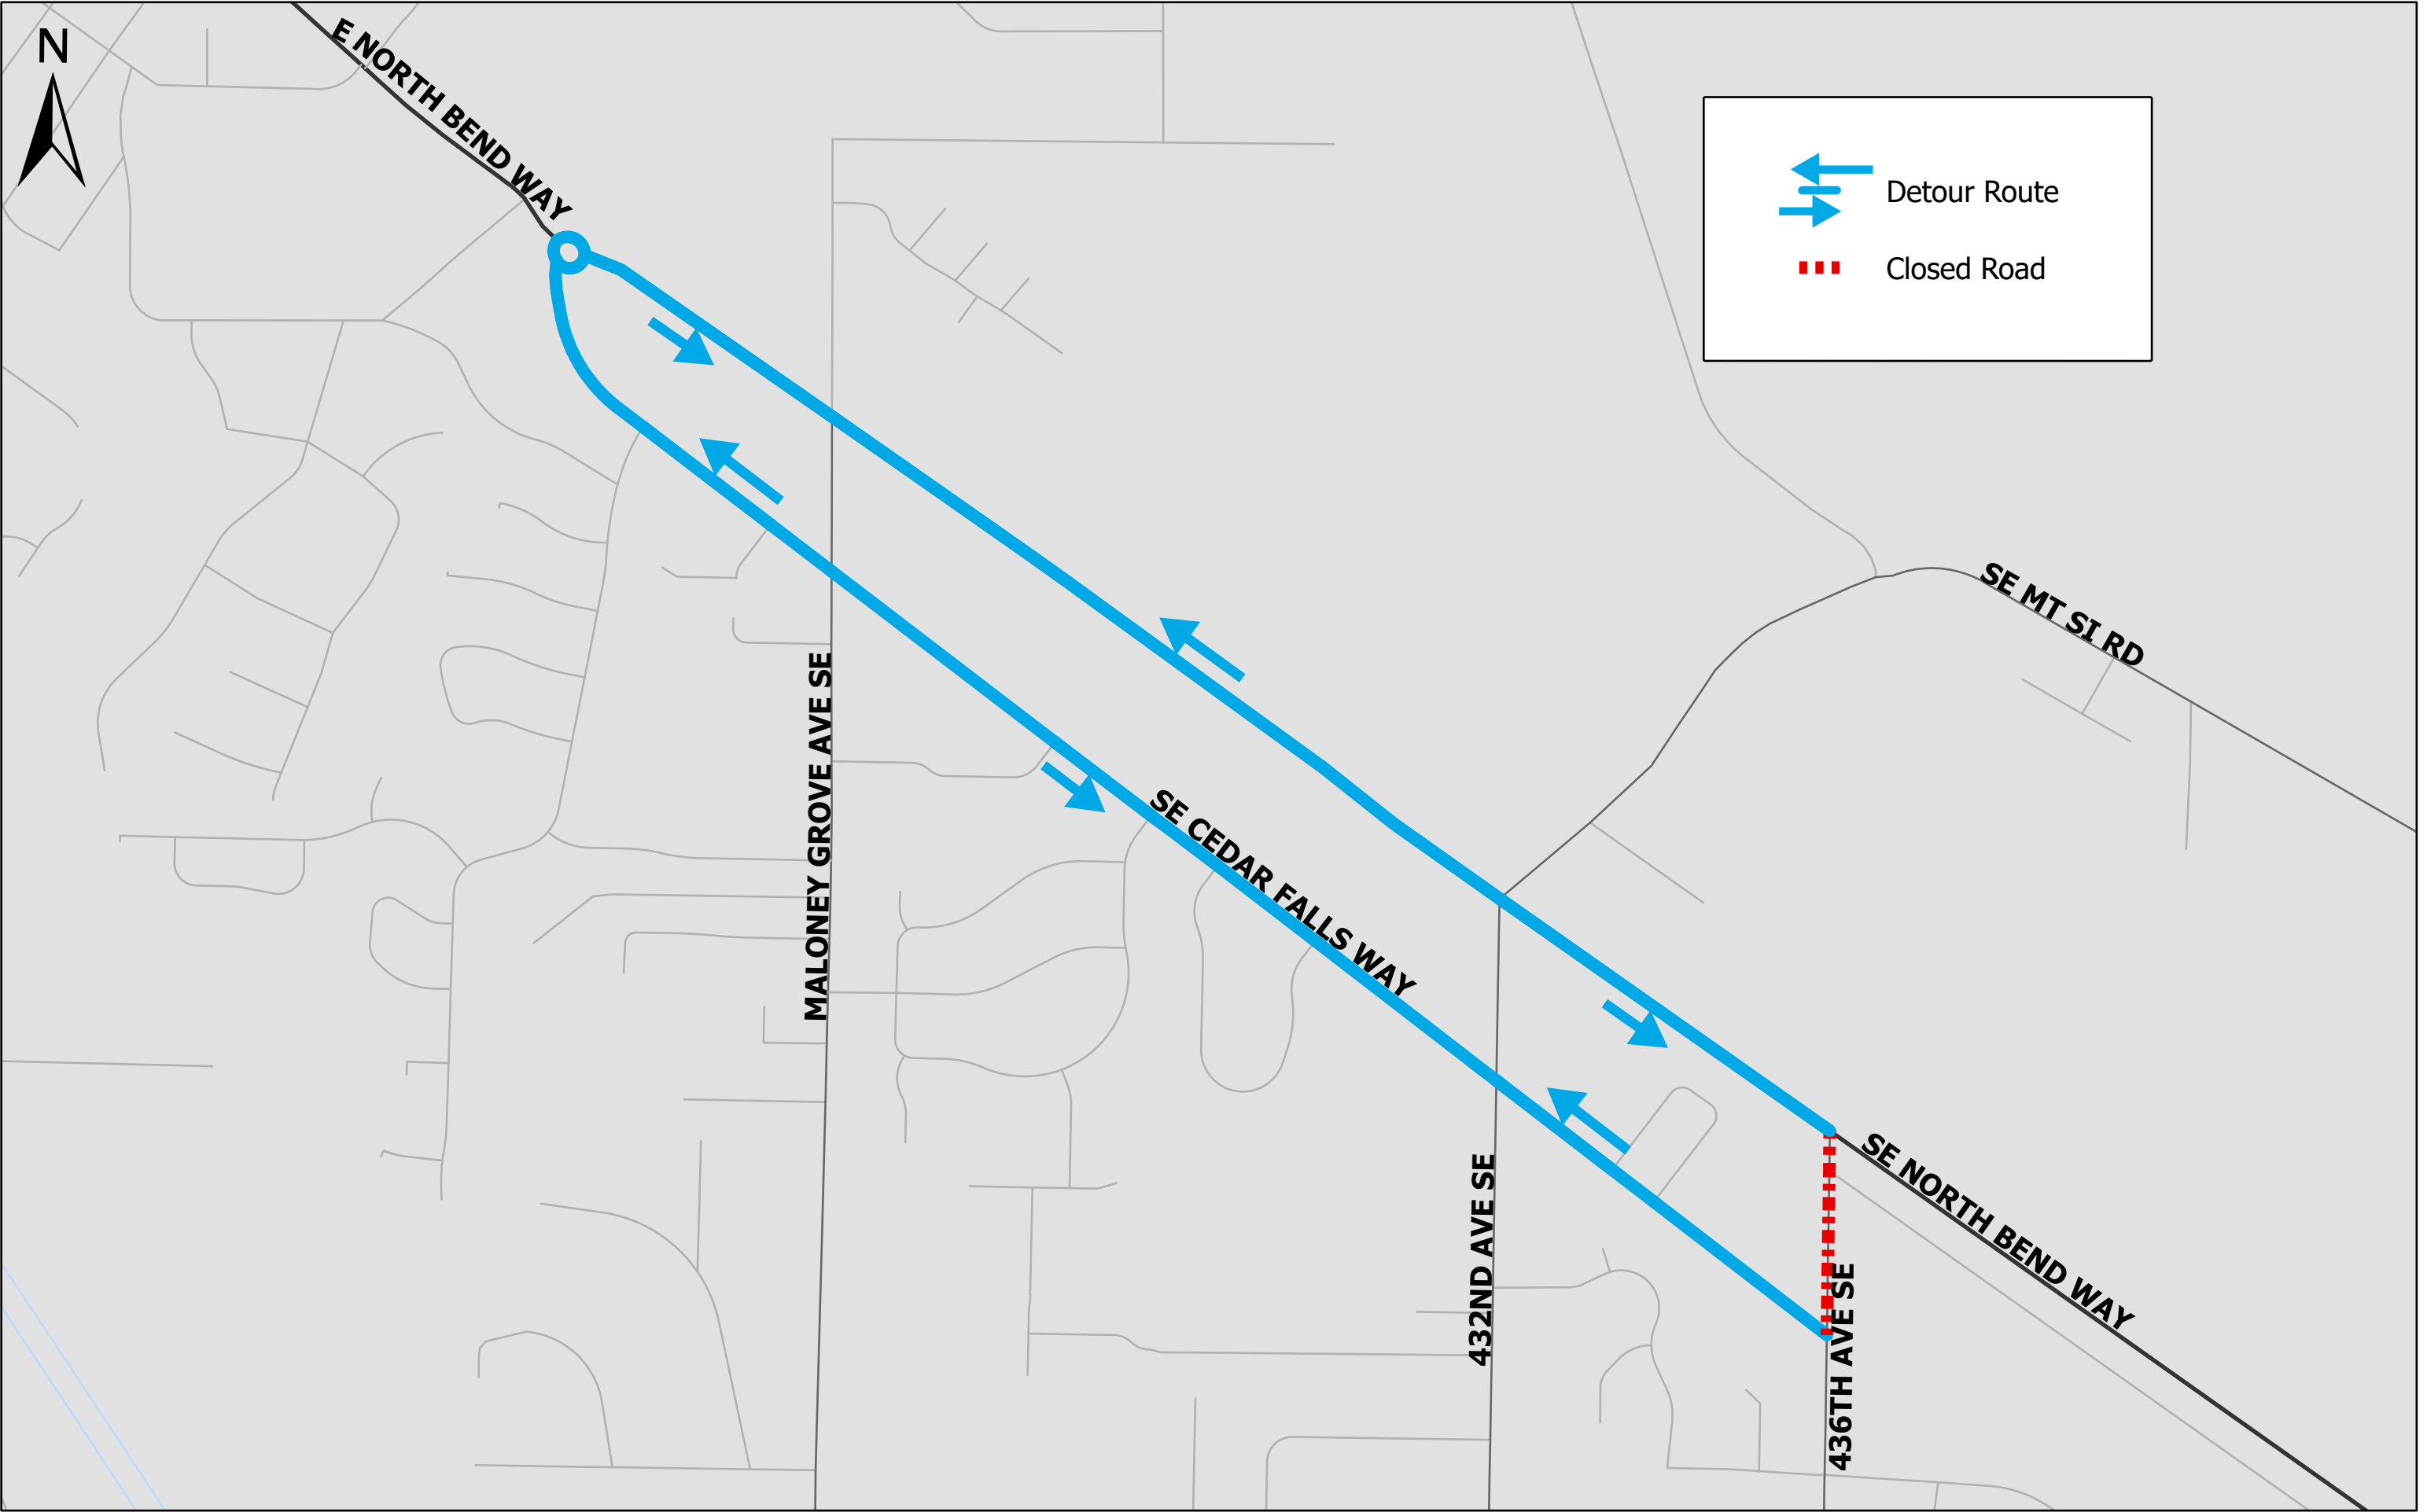 N
E NORTH BEND WAY
Detour Route
Closed Road
SE MT SI RD
MALONEY GROVE AVE SE
SE CEDAR FALLS WAY
432ND AVE SE
SE NORTH BEND WAY
436TH AVE SE